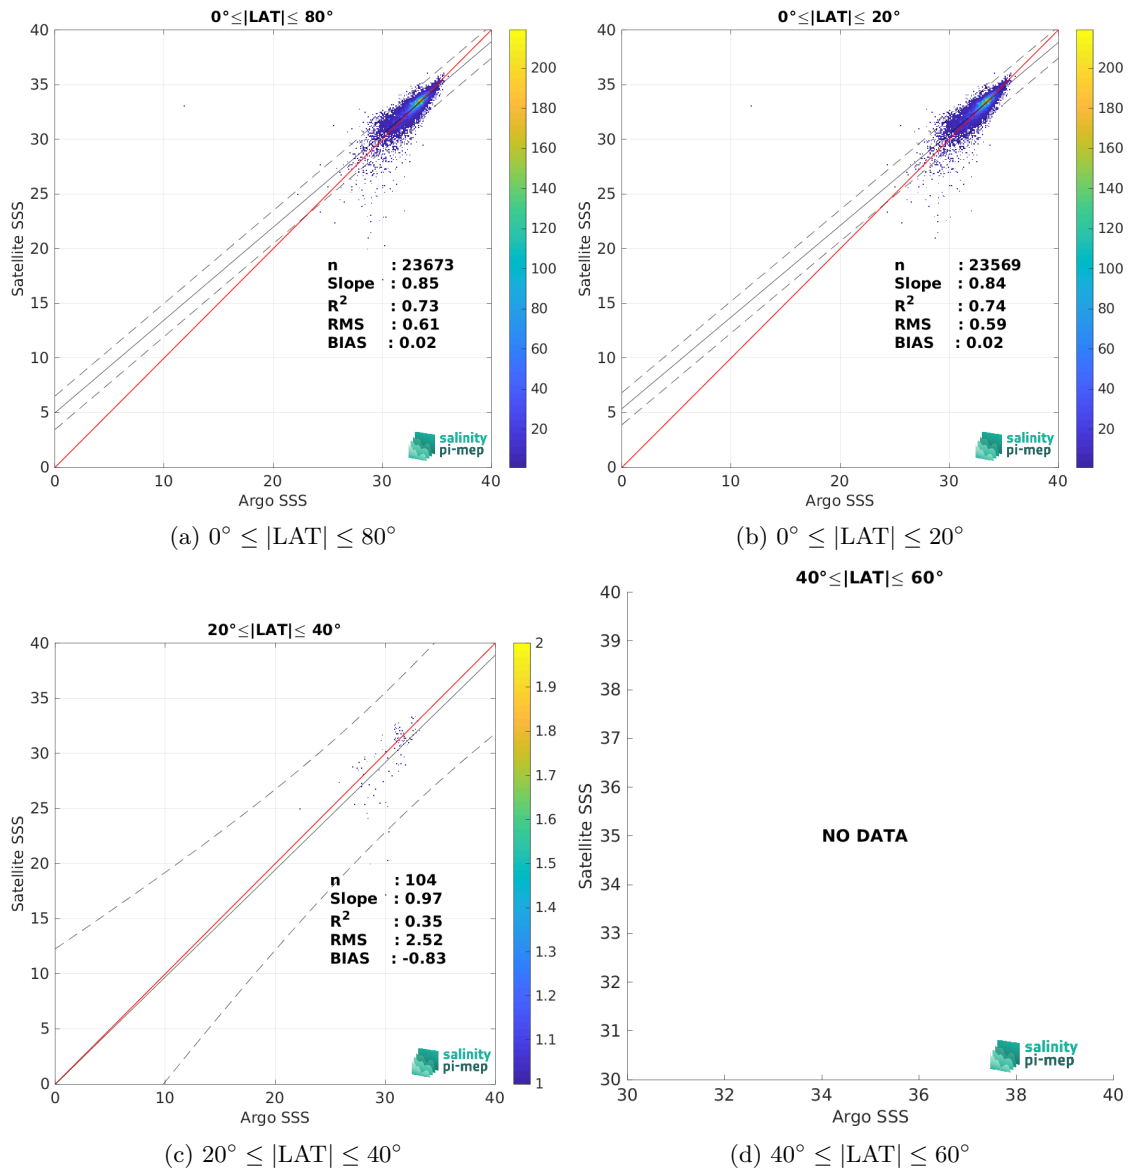 0°≤|LAT|≤ 80°
40
35
30
25
20
15
10
5
0
0
10
20
30
40
Satellite SSS
Argo SSS
n : 23673
Slope : 0.85
R² : 0.73
RMS : 0.61
BIAS : 0.02
salinity
pi-mep
200
180
160
140
120
100
80
60
40
20
(a) 0° ≤ |LAT| ≤ 80°
0°≤|LAT|≤ 20°
40
35
30
25
20
15
10
5
0
0
10
20
30
40
Satellite SSS
Argo SSS
n : 23569
Slope : 0.84
R² : 0.74
RMS : 0.59
BIAS : 0.02
salinity
pi-mep
200
180
160
140
120
100
80
60
40
20
(b) 0° ≤ |LAT| ≤ 20°
20°≤|LAT|≤ 40°
40
35
30
25
20
15
10
5
0
0
10
20
30
40
Satellite SSS
Argo SSS
n : 104
Slope : 0.97
R² : 0.35
RMS : 2.52
BIAS : -0.83
salinity
pi-mep
2
1.9
1.8
1.7
1.6
1.5
1.4
1.3
1.2
1.1
1
(c) 20° ≤ |LAT| ≤ 40°
40°≤|LAT|≤ 60°
40
39
38
37
36
35
34
33
32
31
30
30
32
34
36
38
40
Satellite SSS
Argo SSS
NO DATA
salinity
pi-mep
(d) 40° ≤ |LAT| ≤ 60°